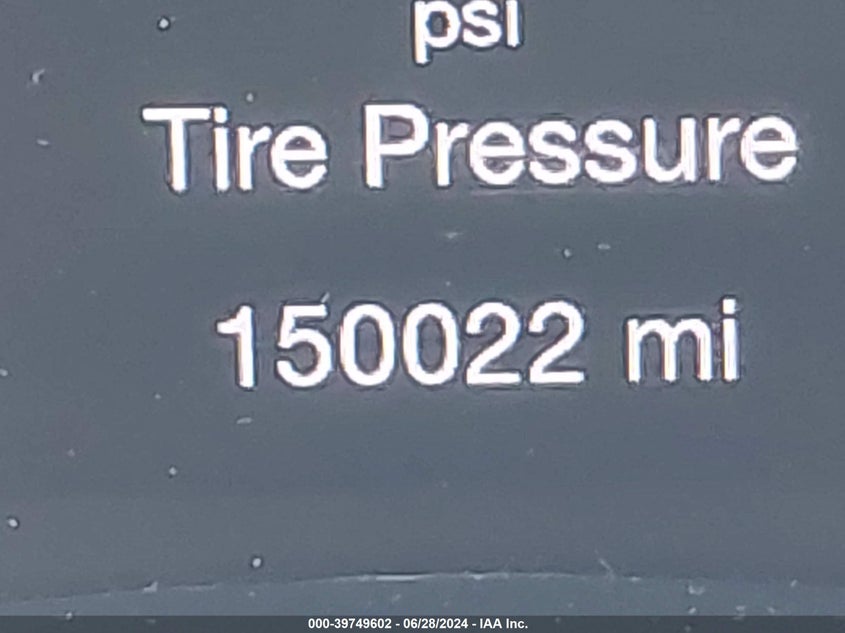 psi
Tire Pressure
150022 mi
000-39749602 - 06/28/2024 - IAA Inc.